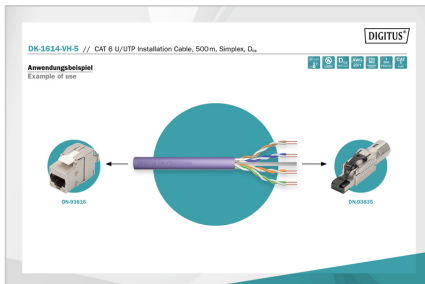 DIGITUS®
DK-1614-VH-5 // CAT 6 U/UTP Installation Cable, 500 m, Simplex, Dca
Anwendungsbeispiel
Example of use
DN-93616
DN-93635